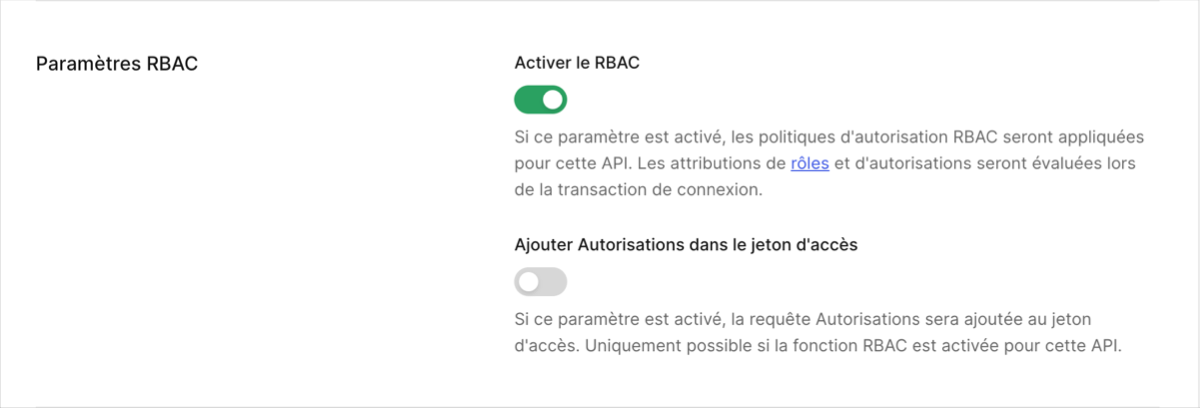 Paramètres RBAC
Activer le RBAC
Si ce paramètre est activé, les politiques d'autorisation RBAC seront appliquées
pour cette API. Les attributions de rôles et d'autorisations seront évaluées lors
de la transaction de connexion.
Ajouter Autorisations dans le jeton d'accès
Si ce paramètre est activé, la requête Autorisations sera ajoutée au jeton
d'accès. Uniquement possible si la fonction RBAC est activée pour cette API.